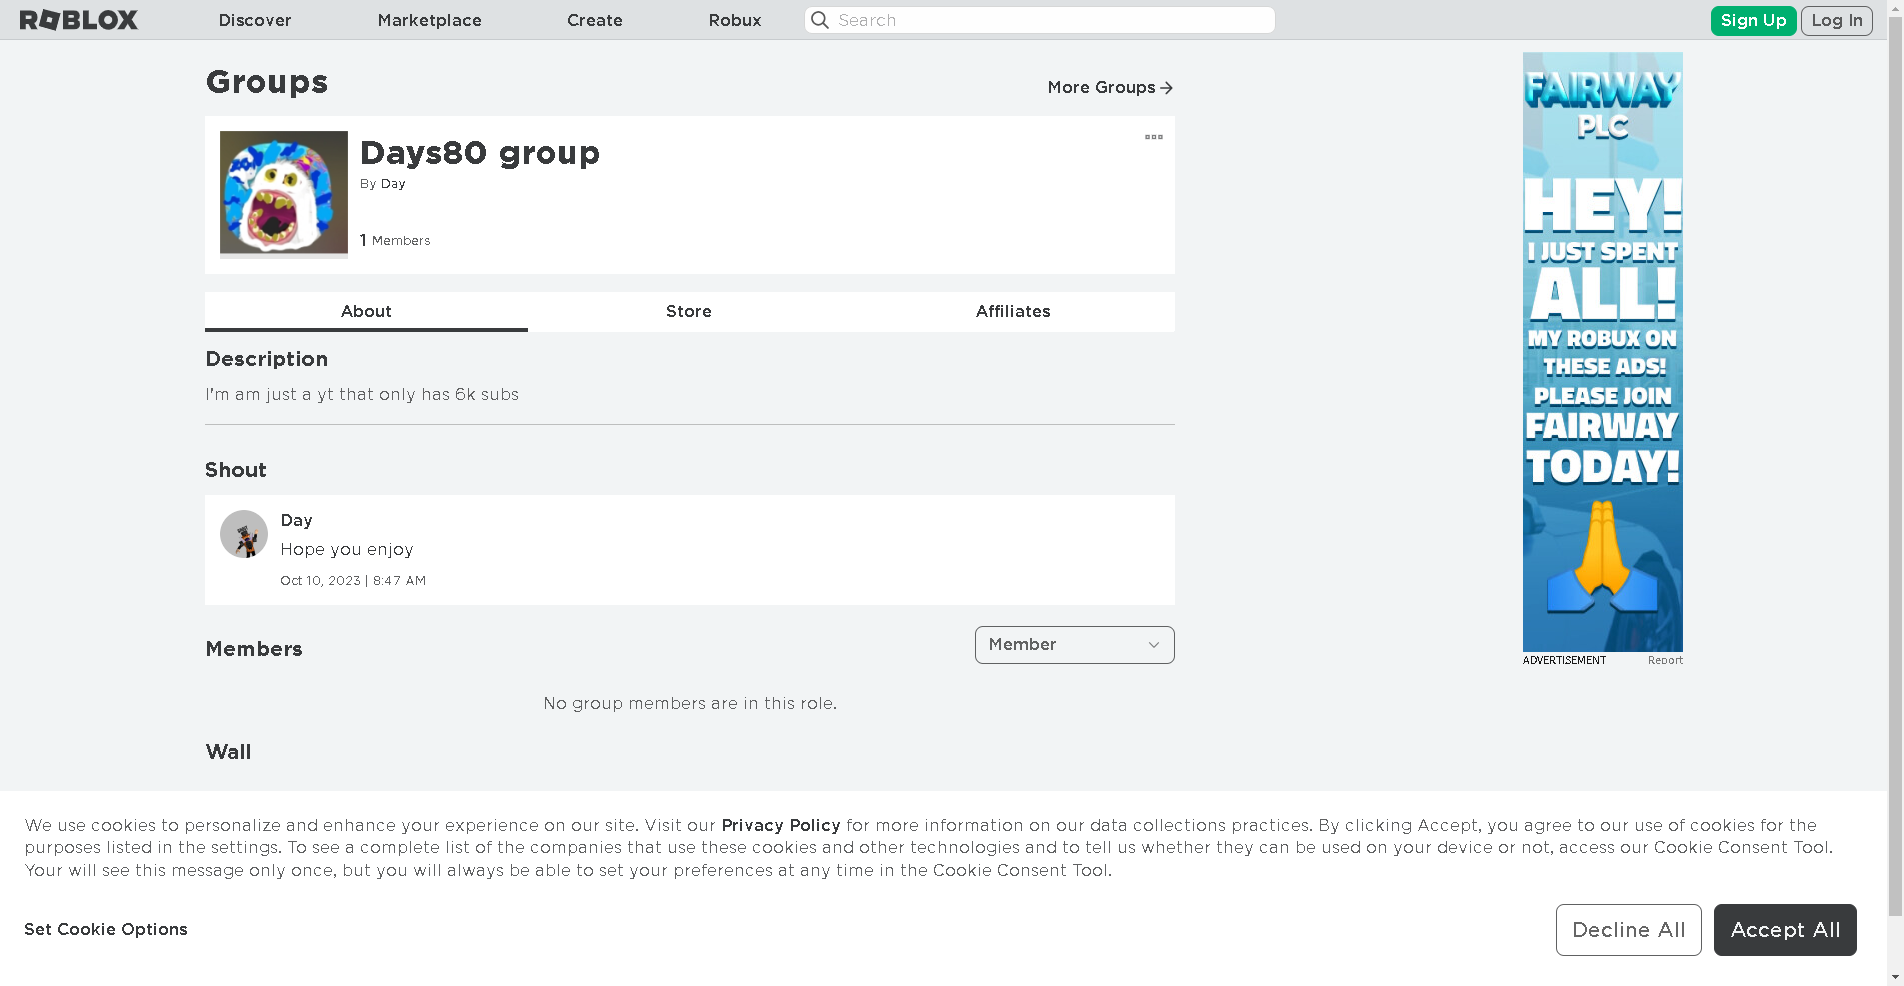 ROBLOX
Discover
Marketplace
Create
Robux
Search
Sign Up
Log In
Groups
More Groups
Days80 group
By Day
1 Members
About
Store
Affiliates
Description
I'm am just a yt that only has 6k subs
Shout
Day
Hope you enjoy
Oct 10, 2023 | 8:47 AM
Members
Member
No group members are in this role.
Wall
FAIRWAY
PLC
HEY!
I JUST SPENT
ALL!
MY ROBUX ON
THESE ADS!
PLEASE JOIN
FAIRWAY
TODAY!
ADVERTISEMENT
Report
We use cookies to personalize and enhance your experience on our site. Visit our Privacy Policy for more information on our data collections practices. By clicking Accept, you agree to our use of cookies for the
purposes listed in the settings. To see a complete list of the companies that use these cookies and other technologies and to tell us whether they can be used on your device or not, access our Cookie Consent Tool.
Your will see this message only once, but you will always be able to set your preferences at any time in the Cookie Consent Tool.
Set Cookie Options
Decline All
Accept All